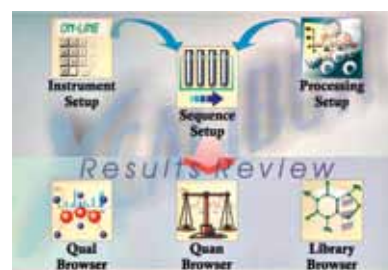 ON-LINE
Instrument
Setup
Sequence
Setup
Processing
Setup
Results Review
Qual
Browser
Quan
Browser
Library
Browser